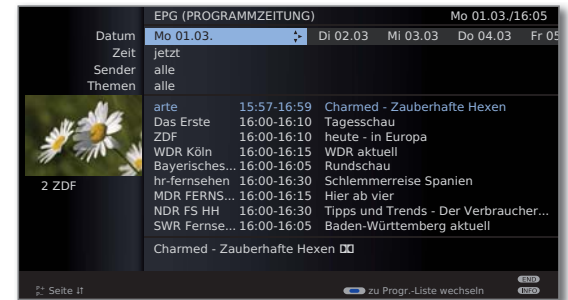 EPG (PROGRAMMZEITUNG) Mo 01.03./16:05
Datum Mo 01.03. Di 02.03 Mi 03.03 Do 04.03 Fr 05
Zeit jetzt
Sender alle
Themen alle
arte 15:57-16:59 Charmed - Zauberhafte Hexen
Das Erste 16:00-16:10 Tagesschau
ZDF 16:00-16:10 heute - in Europa
WDR Köln 16:00-16:15 WDR aktuell
Bayerisches... 16:00-16:05 Rundschau
hr-fernsehen 16:00-16:30 Schlemmerreise Spanien
MDR FERNS... 16:00-16:15 Hier ab vier
NDR FS HH 16:00-16:30 Tipps und Trends - Der Verbraucher...
SWR Fernse... 16:00-16:05 Baden-Württemberg aktuell
2 ZDF
Charmed - Zauberhafte Hexen
END
P+ P- Seite
zu Progr.-Liste wechseln
INFO